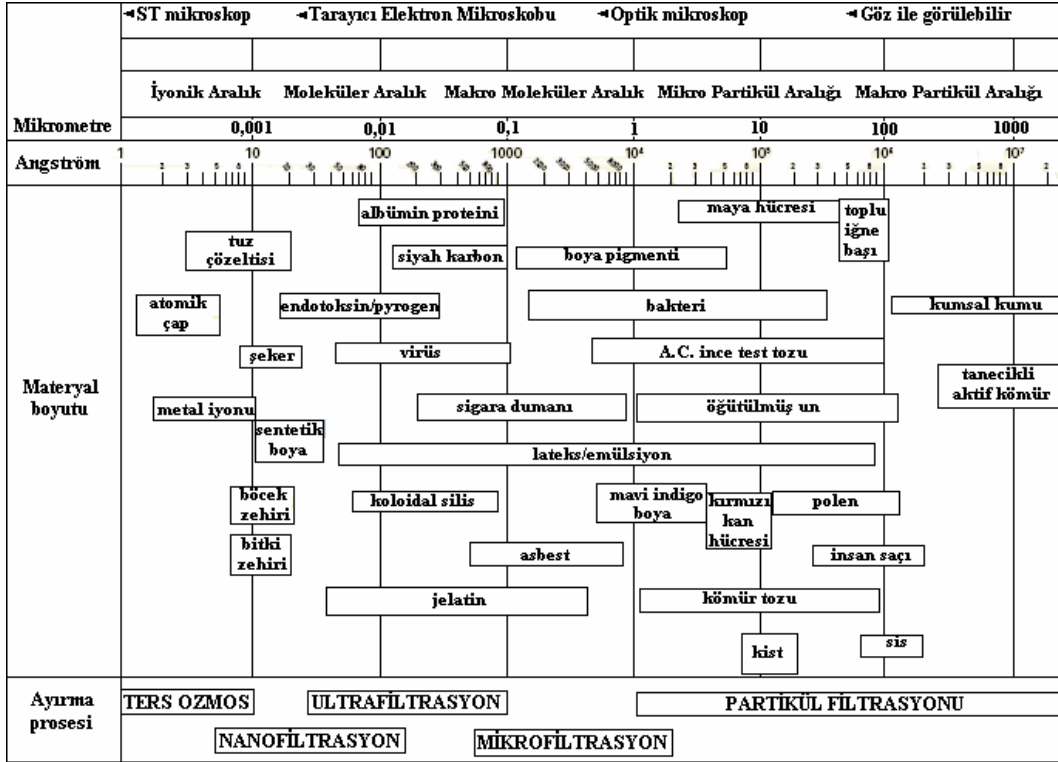 ST mikroskop Tarayıcı Elektron Mikroskobu Optik mikroskop Göz ile görülebilir
İyonik Aralık Moleküler Aralık Makro Moleküler Aralık Mikro Partikül Aralığı Makro Partikül Aralığı
Mikrometre 0,001 0,01 0,1 1 10 100 1000
Angström 1 10 100 1000 10⁴ 10⁵ 10⁶ 10⁷
2 3 5 8
Materyal
boyutu
albümin proteini
maya hücresi
toplu
iğne
başı
tuz
çözeltisi
siyah karbon
boya pigmenti
atomik
çap
endotoksin/pyrogen
bakteri
kumsal kumu
şeker
virüs
A.C. ince test tozu
tanecikli
aktif kömür
metal iyonu
sentetik
boya
sigara dumanı
öğütülmüş un
lateks/emülsiyon
böcek
zehiri
koloidal silis
mavi indigo
boya
kırmızı
kan
hücresi
polen
bitki
zehiri
asbest
insan saçı
jelatin
kömür tozu
kist
sis
Ayırma
prosesi
TERS OZMOS
ULTRAFİLTRASYON
PARTİKÜL FİLTRASYONU
NANOFİLTRASYON
MİKROFİLTRASYON